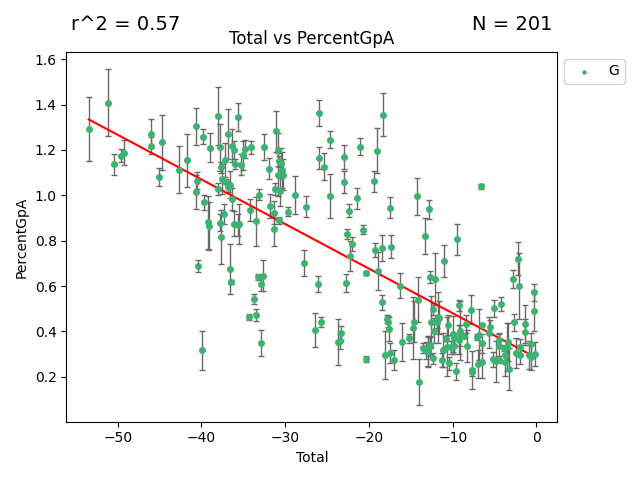 r^2 = 0.57
N = 201
Total vs PercentGpA
G
PercentGpA
1.6
1.4
1.2
1.0
0.8
0.6
0.4
0.2
−50
−40
−30
−20
−10
0
Total